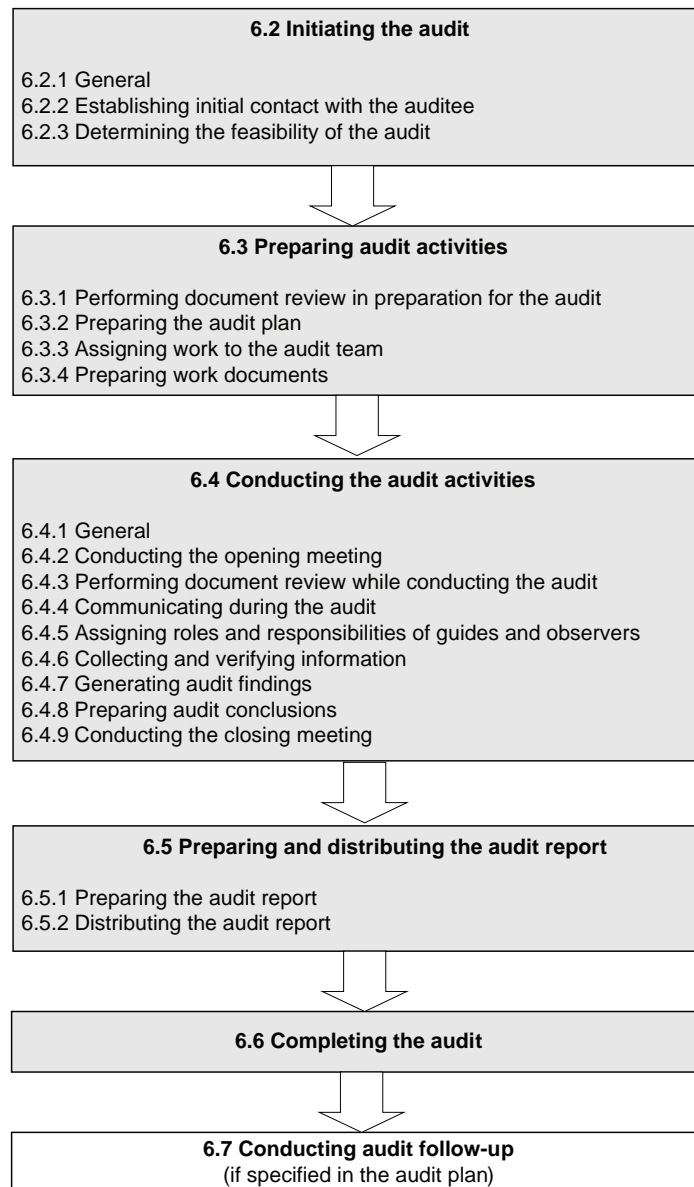 6.2 Initiating the audit
6.2.1 General
6.2.2 Establishing initial contact with the auditee
6.2.3 Determining the feasibility of the audit
6.3 Preparing audit activities
6.3.1 Performing document review in preparation for the audit
6.3.2 Preparing the audit plan
6.3.3 Assigning work to the audit team
6.3.4 Preparing work documents
6.4 Conducting the audit activities
6.4.1 General
6.4.2 Conducting the opening meeting
6.4.3 Performing document review while conducting the audit
6.4.4 Communicating during the audit
6.4.5 Assigning roles and responsibilities of guides and observers
6.4.6 Collecting and verifying information
6.4.7 Generating audit findings
6.4.8 Preparing audit conclusions
6.4.9 Conducting the closing meeting
6.5 Preparing and distributing the audit report
6.5.1 Preparing the audit report
6.5.2 Distributing the audit report
6.6 Completing the audit
6.7 Conducting audit follow-up
(if specified in the audit plan)